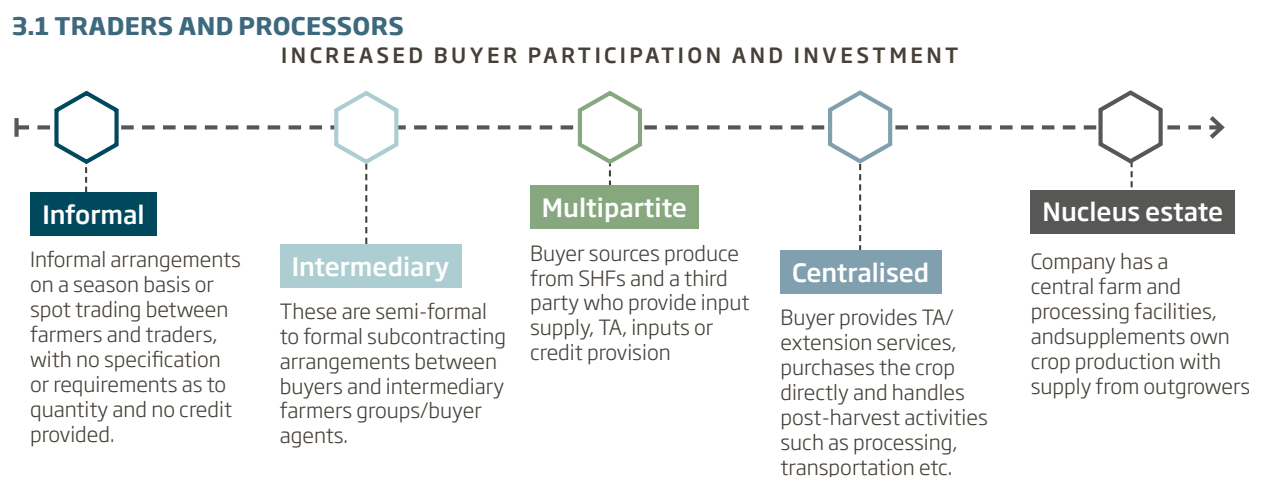 3.1 TRADERS AND PROCESSORS
INCREASED BUYER PARTICIPATION AND INVESTMENT
Informal
Informal arrangements
on a season basis or
spot trading between
farmers and traders,
with no specification
or requirements as to
quantity and no credit
provided.
Intermediary
These are semi-formal
to formal subcontracting
arrangements between
buyers and intermediary
farmers groups/buyer
agents.
Multipartite
Buyer sources produce
from SHFs and a third
party who provide input
supply, TA, inputs or
credit provision
Centralised
Buyer provides TA/
extension services,
purchases the crop
directly and handles
post-harvest activities
such as processing,
transportation etc.
Nucleus estate
Company has a
central farm and
processing facilities,
andsupplements own
crop production with
supply from outgrowers